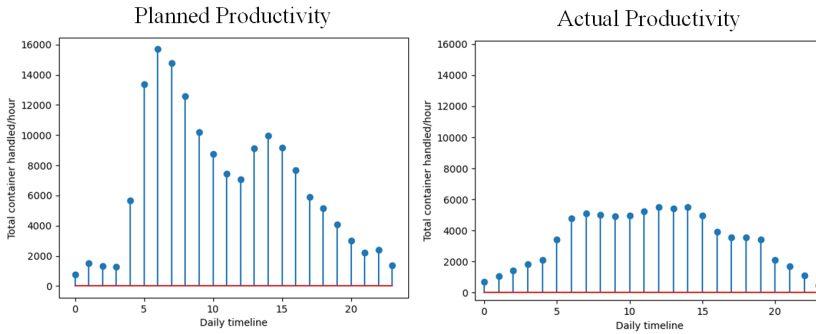 Planned Productivity
Total container handled/hour
16000
14000
12000
10000
8000
6000
4000
2000
0
0 5 10 15 20
Daily timeline
Actual Productivity
Total container handled/hour
16000
14000
12000
10000
8000
6000
4000
2000
0
0 5 10 15 20
Daily timeline